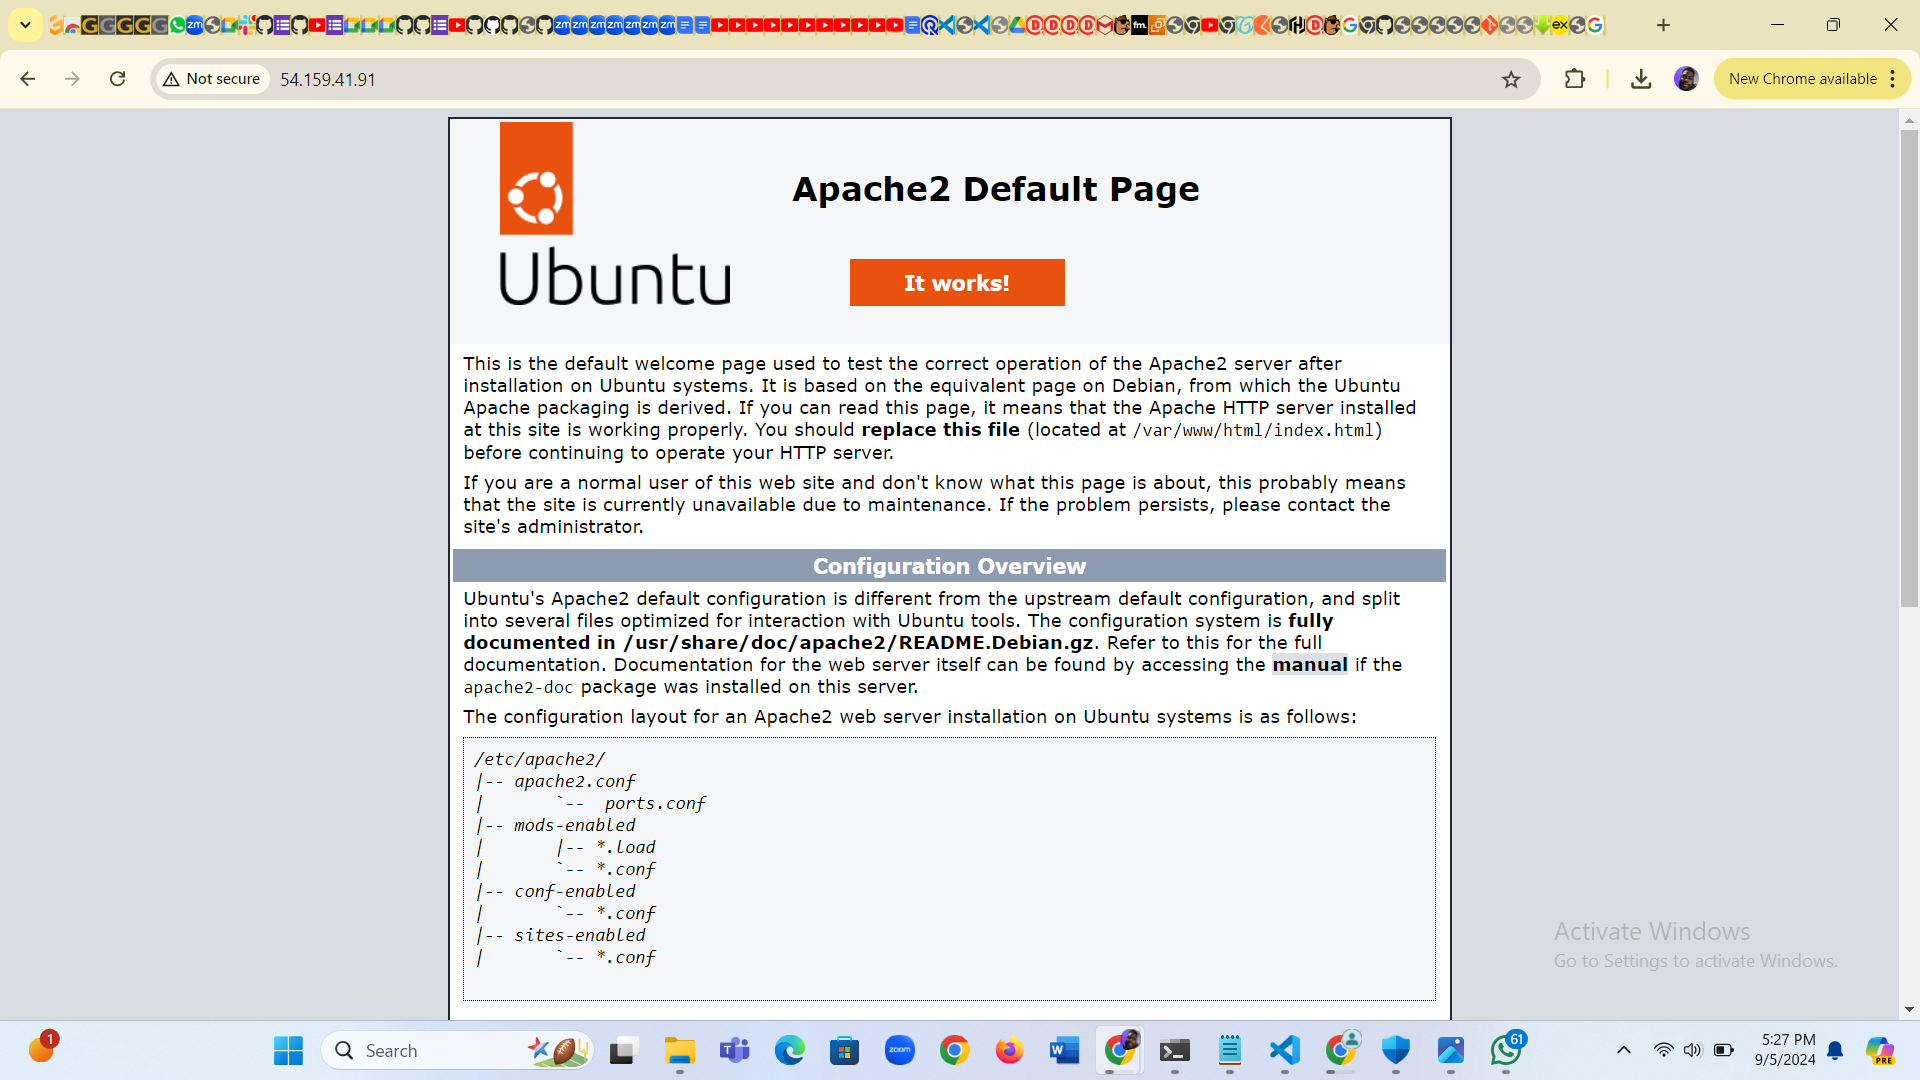 Not secure
54.159.41.91
New Chrome available
Ubuntu
Apache2 Default Page
It works!
This is the default welcome page used to test the correct operation of the Apache2 server after
installation on Ubuntu systems. It is based on the equivalent page on Debian, from which the Ubuntu
Apache packaging is derived. If you can read this page, it means that the Apache HTTP server installed
at this site is working properly. You should replace this file (located at /var/www/html/index.html)
before continuing to operate your HTTP server.
If you are a normal user of this web site and don't know what this page is about, this probably means
that the site is currently unavailable due to maintenance. If the problem persists, please contact the
site's administrator.
Configuration Overview
Ubuntu's Apache2 default configuration is different from the upstream default configuration, and split
into several files optimized for interaction with Ubuntu tools. The configuration system is fully
documented in /usr/share/doc/apache2/README.Debian.gz. Refer to this for the full
documentation. Documentation for the web server itself can be found by accessing the manual if the
apache2-doc package was installed on this server.
The configuration layout for an Apache2 web server installation on Ubuntu systems is as follows:
/etc/apache2/
|-- apache2.conf
|       `--  ports.conf
|-- mods-enabled
|       |-- *.load
|       `-- *.conf
|-- conf-enabled
|       `-- *.conf
|-- sites-enabled
|       `-- *.conf
Activate Windows
Go to Settings to activate Windows.
1
Search
zoom
61
5:27 PM
9/5/2024
PRE